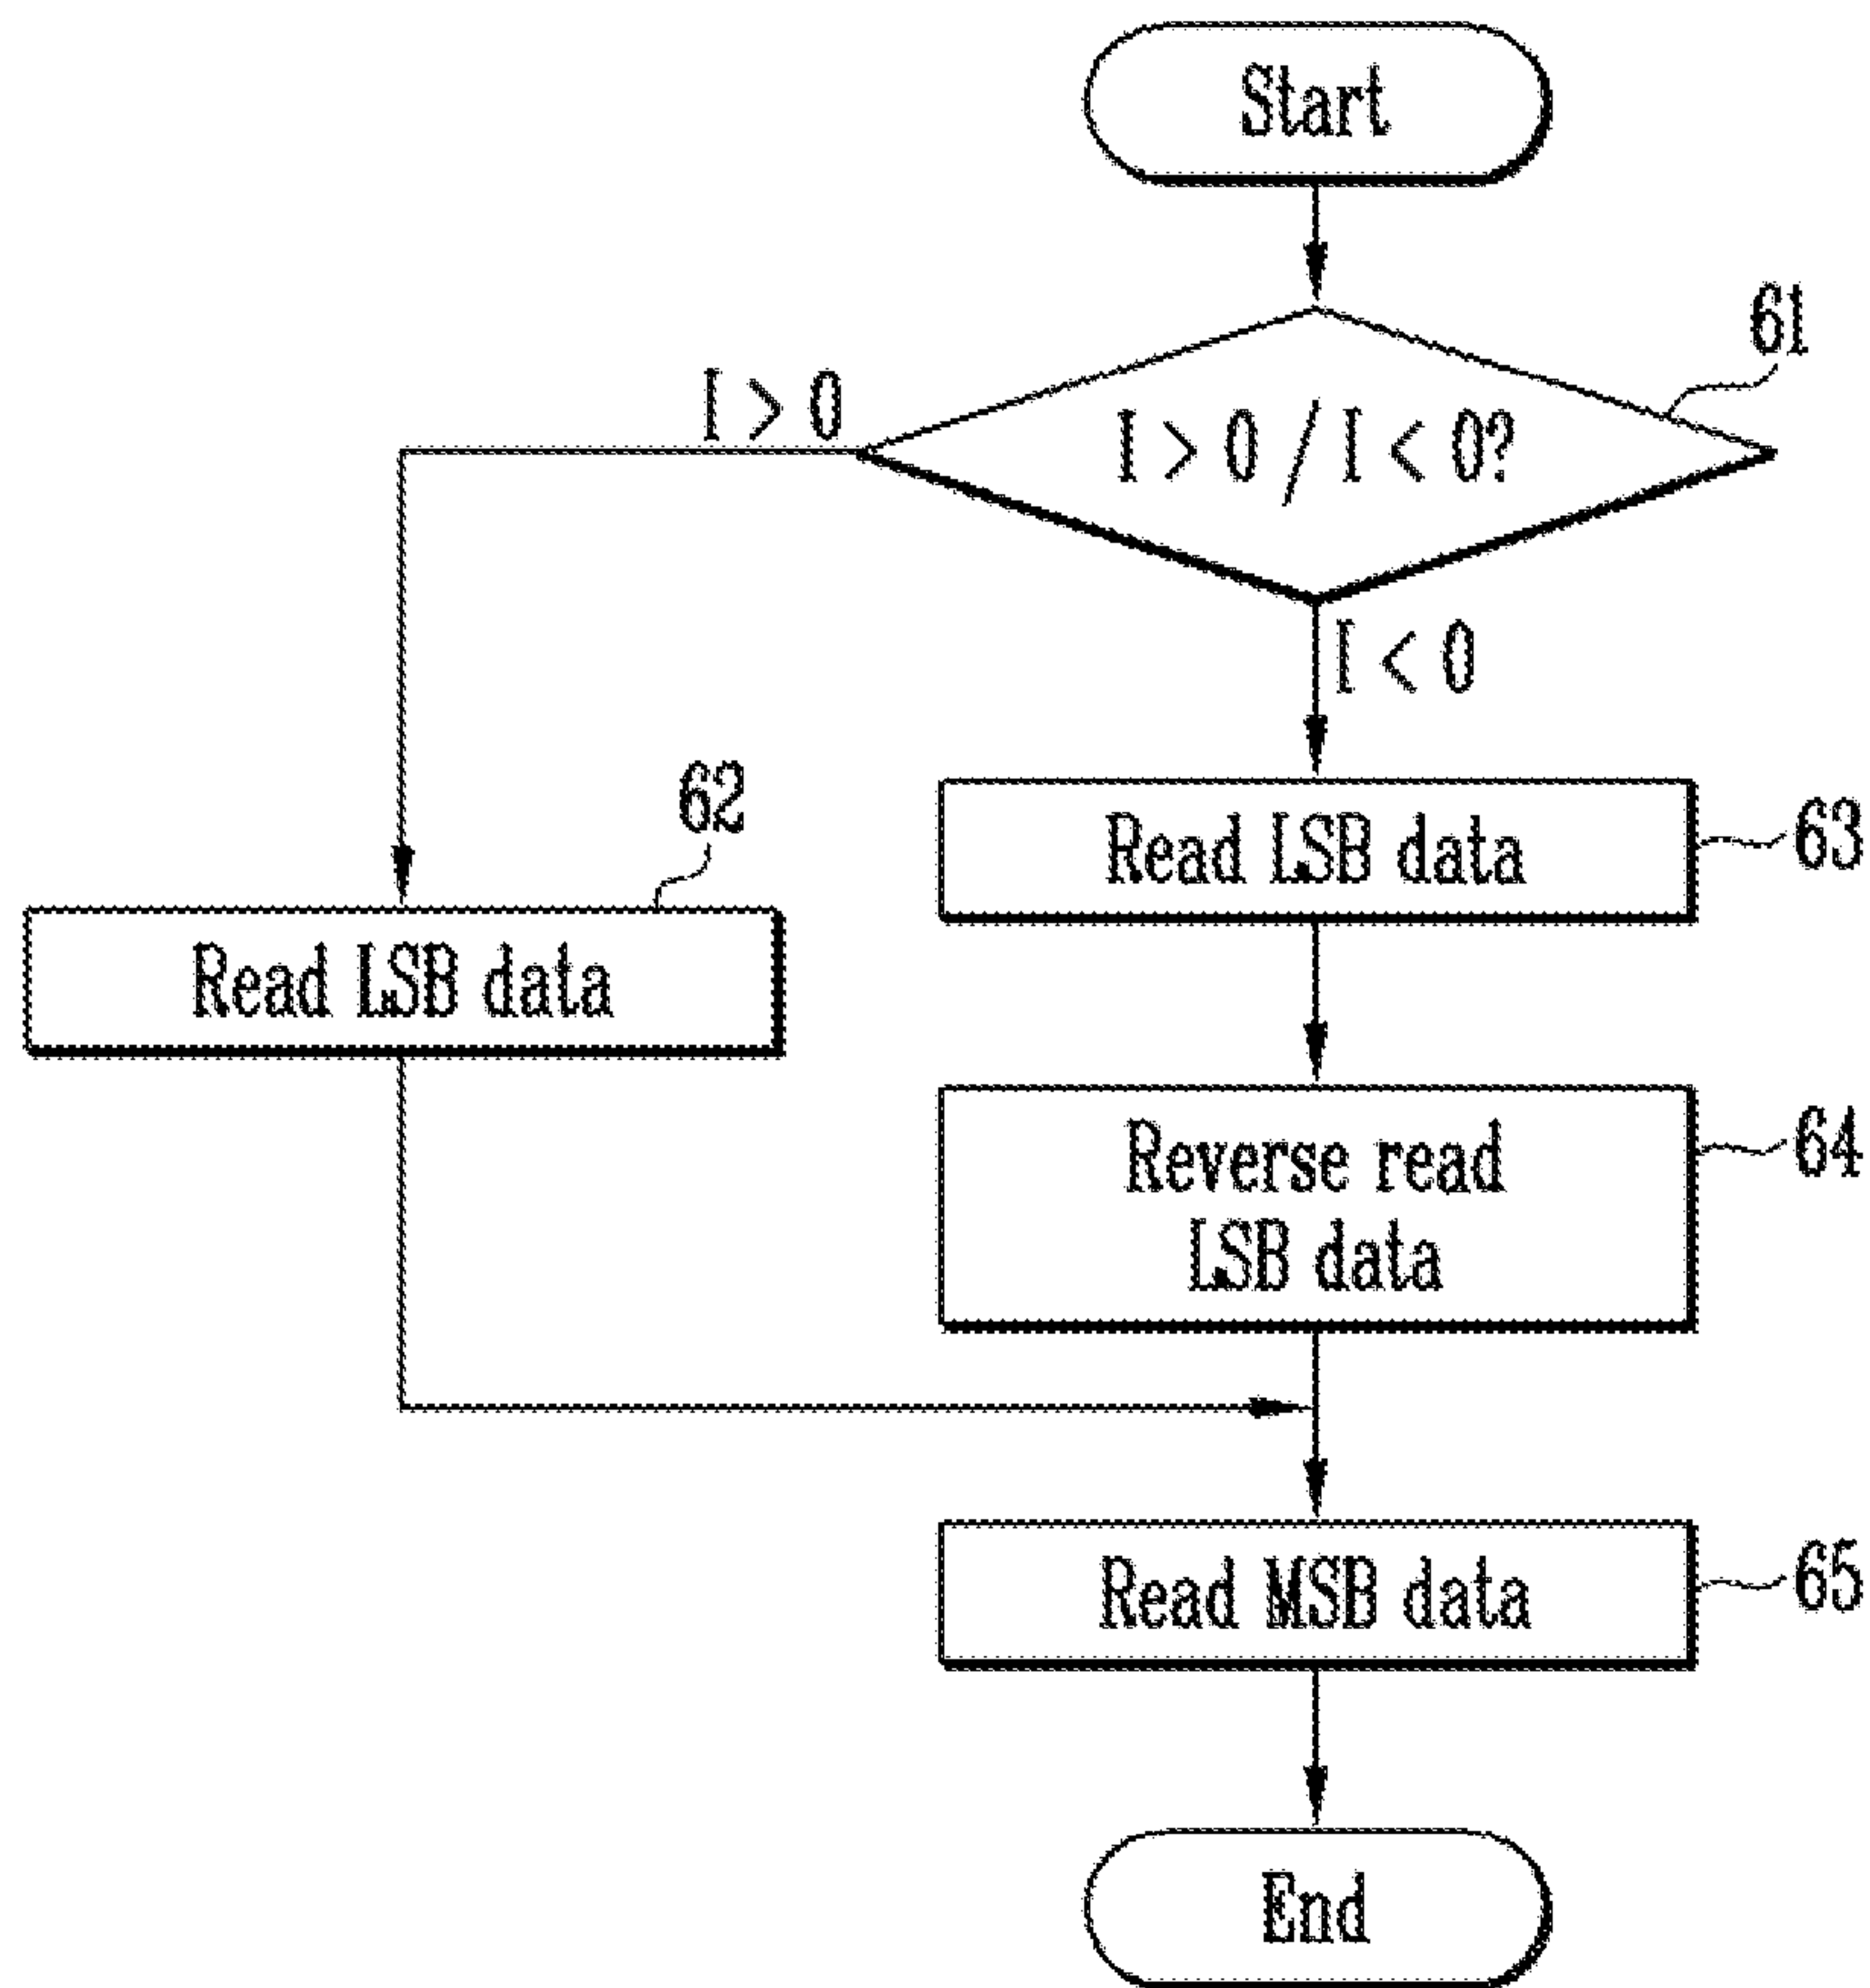 Start
61
I > 0
I > 0 / I < 0?
I < 0
62
Read LSB data
63
Read LSB data
Reverse read
LSB data
64
Read MSB data
65
End